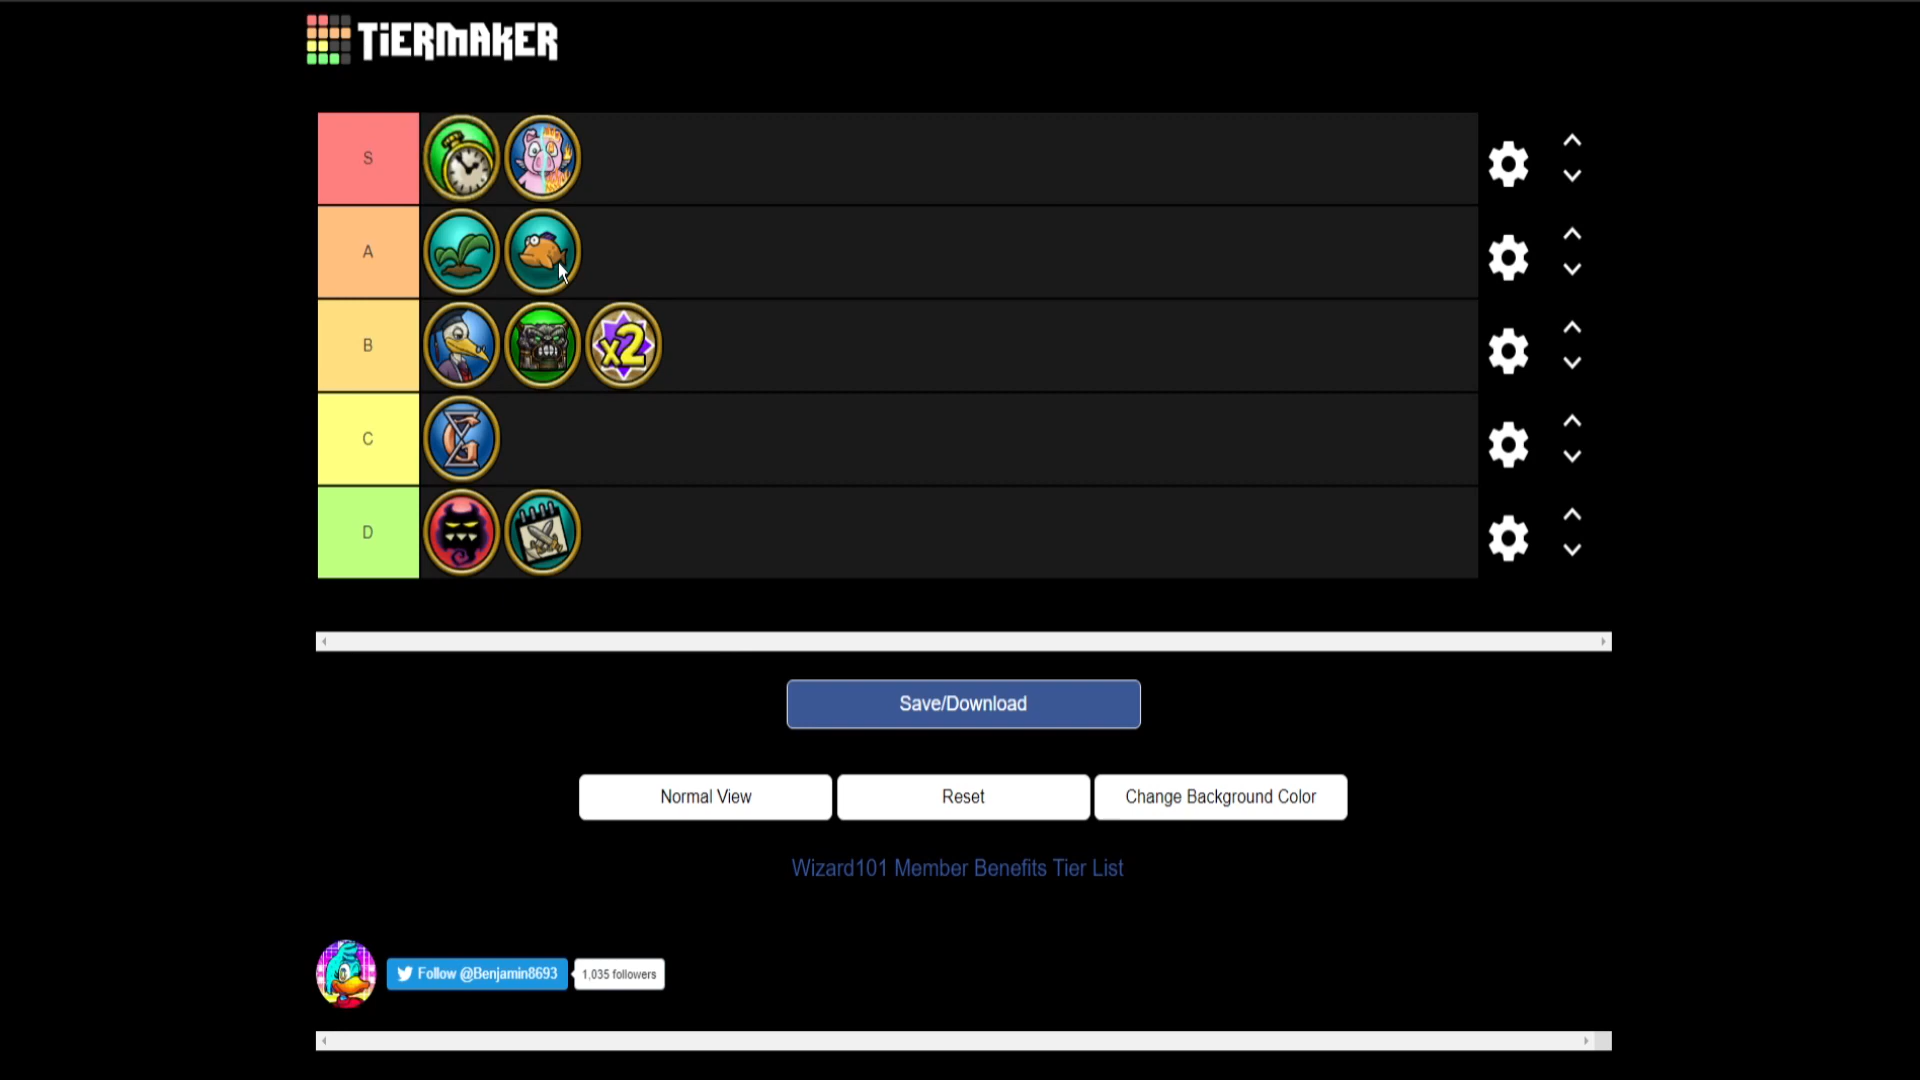 TiERMAKER
S
A
B
x2
C
D
Save/Download
Normal View
Reset
Change Background Color
Wizard101 Member Benefits Tier List
Follow @Benjamin8693
1,035 followers